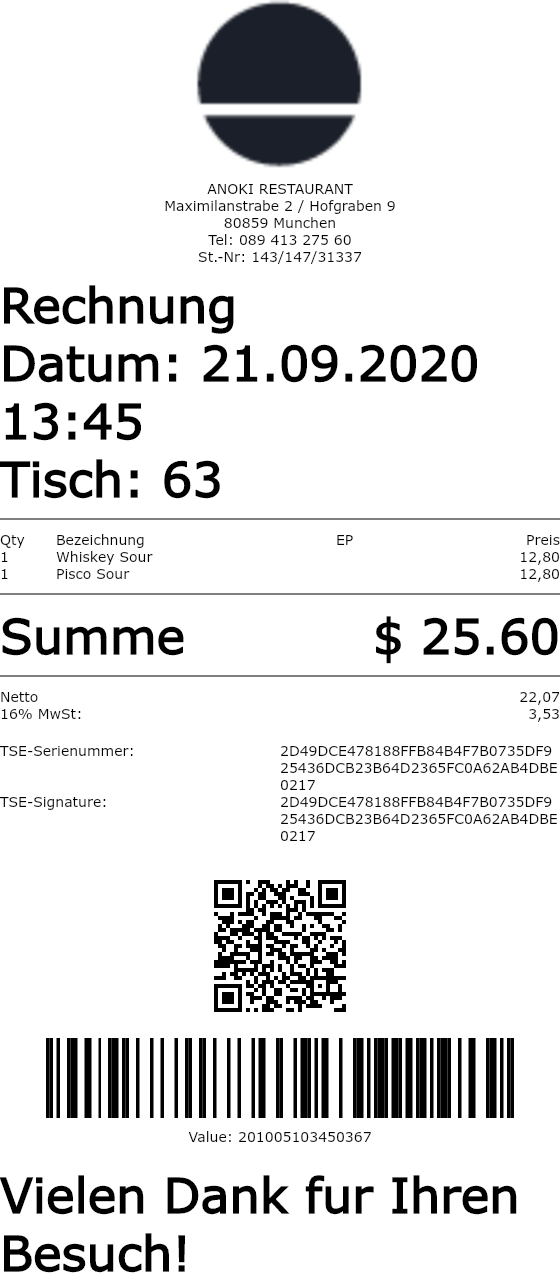 ANOKI RESTAURANT
Maximilanstrabe 2 / Hofgraben 9
80859 Munchen
Tel: 089 413 275 60
St.-Nr: 143/147/31337
Rechnung
Datum: 21.09.2020
13:45
Tisch: 63
Qty Bezeichnung EP Preis
1 Whiskey Sour 12,80
1 Pisco Sour 12,80
Summe $ 25.60
Netto 22,07
16% MwSt: 3,53
TSE-Serienummer: 2D49DCE478188FFB84B4F7B0735DF9
25436DCB23B64D2365FC0A62AB4DBE
0217
TSE-Signature: 2D49DCE478188FFB84B4F7B0735DF9
25436DCB23B64D2365FC0A62AB4DBE
0217
Value: 201005103450367
Vielen Dank fur Ihren
Besuch!